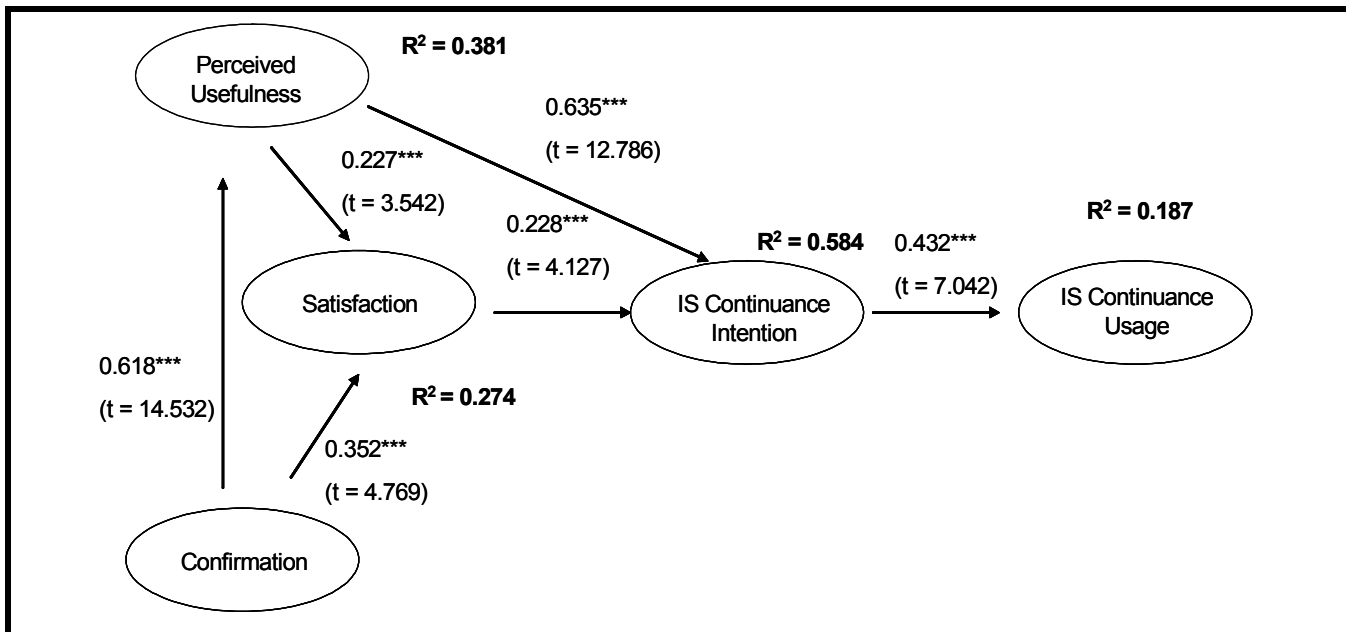 R² = 0.381
Perceived
Usefulness
0.635***
(t = 12.786)
0.227***
(t = 3.542)
R² = 0.187
0.228***
(t = 4.127)
R² = 0.584
0.432***
(t = 7.042)
Satisfaction
IS Continuance
Intention
IS Continuance
Usage
0.618***
(t = 14.532)
R² = 0.274
0.352***
(t = 4.769)
Confirmation